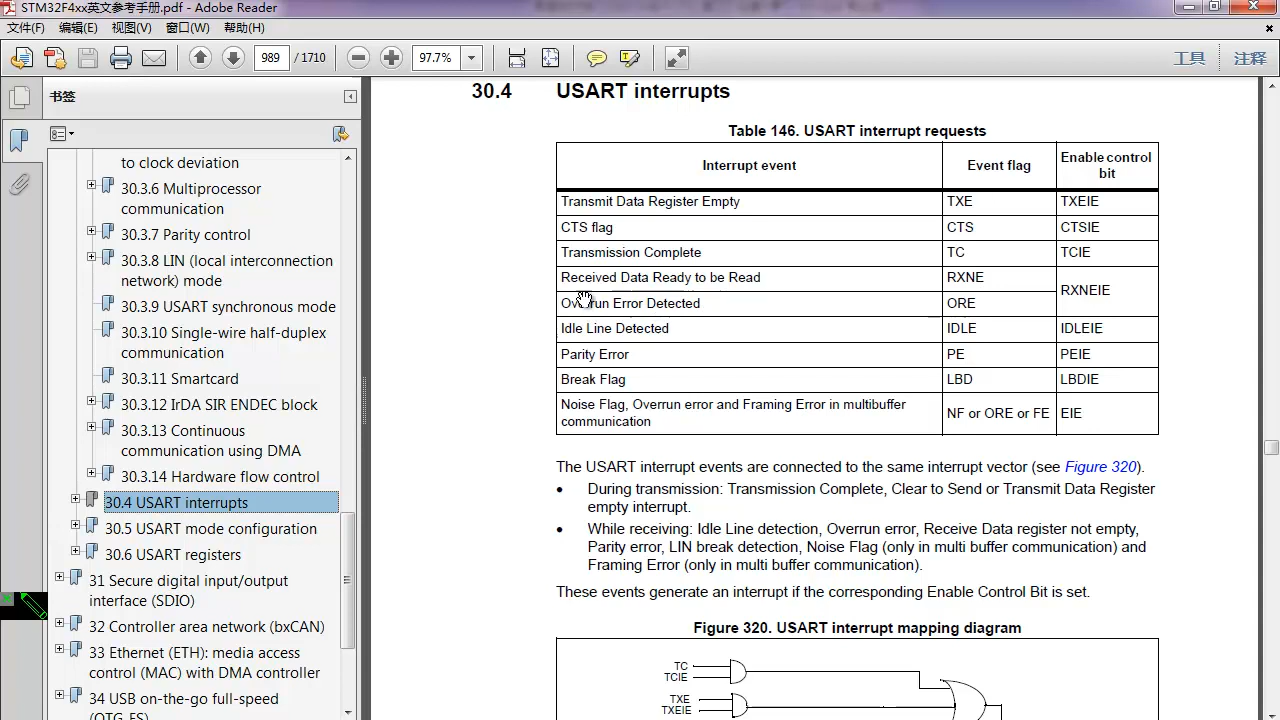 STM32F4xx英文参考手册.pdf - Adobe Reader
文件(F) 编辑(E) 视图(V) 窗口(W) 帮助(H)
989 / 1710 97.7% 工具 注释
书签
to clock deviation
30.3.6 Multiprocessor
communication
30.3.7 Parity control
30.3.8 LIN (local interconnection
network) mode
30.3.9 USART synchronous mode
30.3.10 Single-wire half-duplex
communication
30.3.11 Smartcard
30.3.12 IrDA SIR ENDEC block
30.3.13 Continuous
communication using DMA
30.3.14 Hardware flow control
30.4 USART interrupts
30.5 USART mode configuration
30.6 USART registers
31 Secure digital input/output
interface (SDIO)
32 Controller area network (bxCAN)
33 Ethernet (ETH): media access
control (MAC) with DMA controller
34 USB on-the-go full-speed
(OTG_FS)
30.4 USART interrupts
Table 146. USART interrupt requests
Interrupt event Event flag Enable control
bit
Transmit Data Register Empty TXE TXEIE
CTS flag CTS CTSIE
Transmission Complete TC TCIE
Received Data Ready to be Read RXNE RXNEIE
Overrun Error Detected ORE
Idle Line Detected IDLE IDLEIE
Parity Error PE PEIE
Break Flag LBD LBDIE
Noise Flag, Overrun error and Framing Error in multibuffer
communication NF or ORE or FE EIE
The USART interrupt events are connected to the same interrupt vector (see Figure 320).
• During transmission: Transmission Complete, Clear to Send or Transmit Data Register
empty interrupt.
• While receiving: Idle Line detection, Overrun error, Receive Data register not empty,
Parity error, LIN break detection, Noise Flag (only in multi buffer communication) and
Framing Error (only in multi buffer communication).
These events generate an interrupt if the corresponding Enable Control Bit is set.
Figure 320. USART interrupt mapping diagram
TC
TCIE
TXE
TXEIE